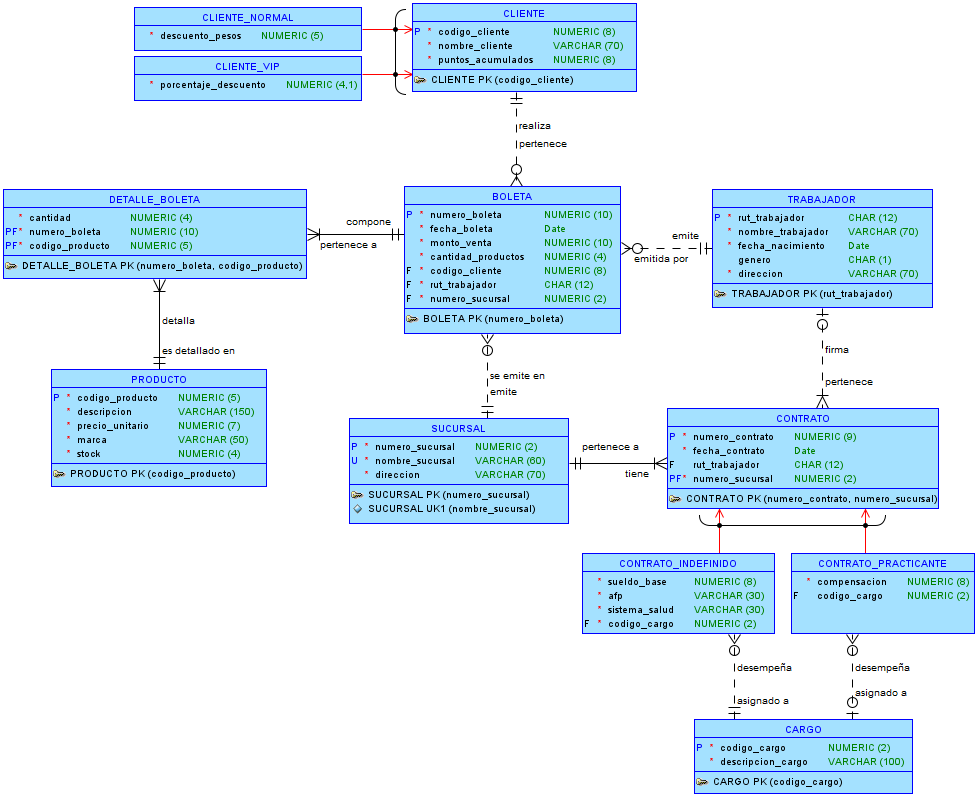 CLIENTE_NORMAL
* descuento_pesos NUMERIC (5)
CLIENTE_VIP
* porcentaje_descuento NUMERIC (4,1)
CLIENTE
P * codigo_cliente NUMERIC (8)
* nombre_cliente VARCHAR (70)
* puntos_acumulados NUMERIC (8)
CLIENTE PK (codigo_cliente)
realiza
pertenece
DETALLE_BOLETA
* cantidad NUMERIC (4)
PF* numero_boleta NUMERIC (10)
PF* codigo_producto NUMERIC (5)
DETALLE_BOLETA PK (numero_boleta, codigo_producto)
compone
pertenece a
BOLETA
P * numero_boleta NUMERIC (10)
* fecha_boleta Date
* monto_venta NUMERIC (10)
* cantidad_productos NUMERIC (4)
F * codigo_cliente NUMERIC (8)
F * rut_trabajador CHAR (12)
F * numero_sucursal NUMERIC (2)
BOLETA PK (numero_boleta)
emite
emitida por
TRABAJADOR
P * rut_trabajador CHAR (12)
* nombre_trabajador VARCHAR (70)
* fecha_nacimiento Date
genero CHAR (1)
* direccion VARCHAR (70)
TRABAJADOR PK (rut_trabajador)
detalla
es detallado en
firma
pertenece
se emite en
emite
PRODUCTO
P * codigo_producto NUMERIC (5)
* descripcion VARCHAR (150)
* precio_unitario NUMERIC (7)
* marca VARCHAR (50)
* stock NUMERIC (4)
PRODUCTO PK (codigo_producto)
SUCURSAL
P * numero_sucursal NUMERIC (2)
U * nombre_sucursal VARCHAR (60)
* direccion VARCHAR (70)
SUCURSAL PK (numero_sucursal)
SUCURSAL UK1 (nombre_sucursal)
pertenece a
tiene
CONTRATO
P * numero_contrato NUMERIC (9)
* fecha_contrato Date
F rut_trabajador CHAR (12)
PF* numero_sucursal NUMERIC (2)
CONTRATO PK (numero_contrato, numero_sucursal)
CONTRATO_INDEFINIDO
* sueldo_base NUMERIC (8)
* afp VARCHAR (30)
* sistema_salud VARCHAR (30)
F * codigo_cargo NUMERIC (2)
CONTRATO_PRACTICANTE
* compensacion NUMERIC (8)
F codigo_cargo NUMERIC (2)
desempeña
asignado a
desempeña
asignado a
CARGO
P * codigo_cargo NUMERIC (2)
* descripcion_cargo VARCHAR (100)
CARGO PK (codigo_cargo)